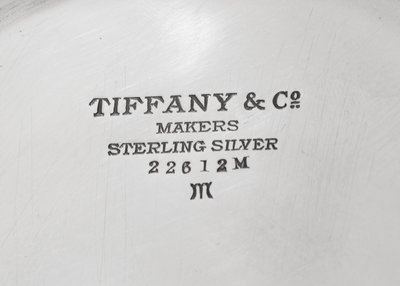 TIFFANY & Co
MAKERS
STERLING SILVER
22612M
m